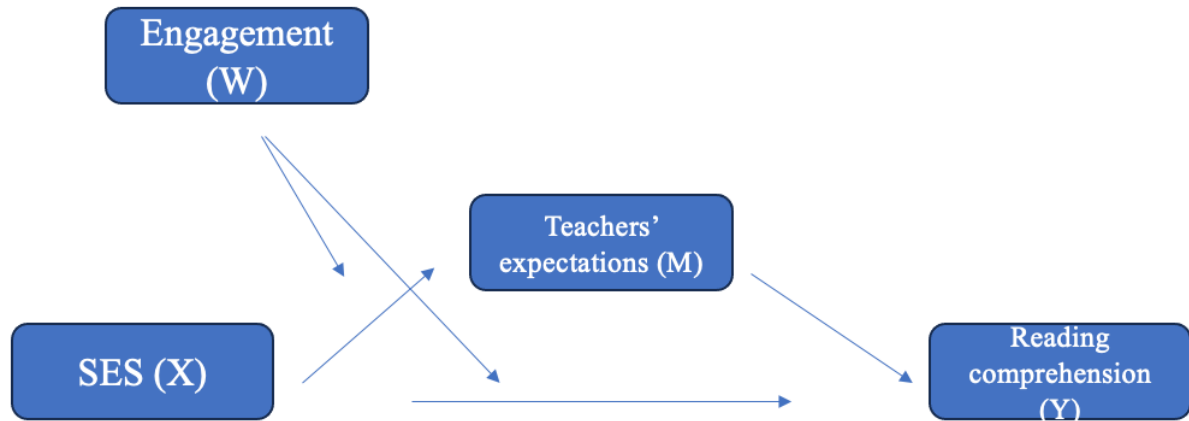 Engagement
(W)
Teachers’
expectations (M)
SES (X)
Reading
comprehension
(Y)